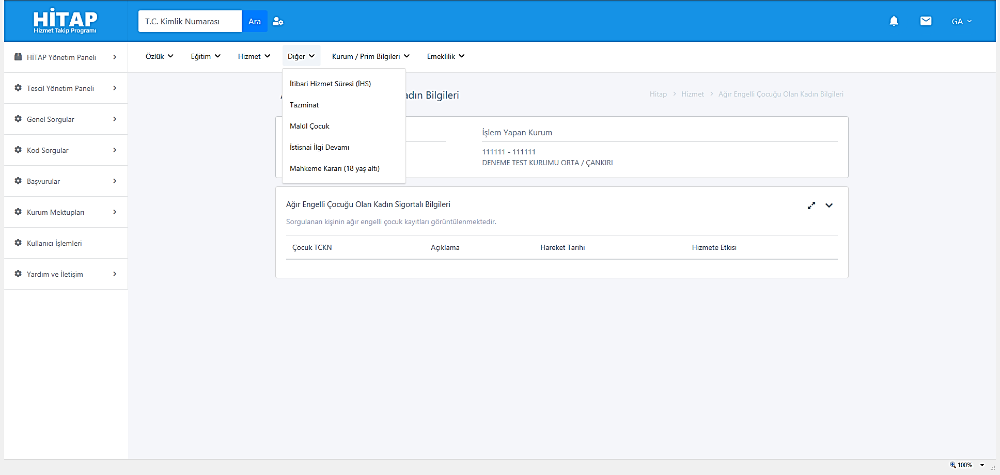 HİTAP
Hizmet Takip Programı
T.C. Kimlik Numarası
Ara
GA
HİTAP Yönetim Paneli
Tescil Yönetim Paneli
Genel Sorgular
Kod Sorgular
Başvurular
Kurum Mektupları
Kullanıcı İşlemleri
Yardım ve İletişim
Özlük
Eğitim
Hizmet
Diğer
Kurum / Prim Bilgileri
Emeklilik
İtibari Hizmet Süresi (İHS)
Tazminat
Malül Çocuk
İstisnai İlgi Devamı
Mahkeme Kararı (18 yaş altı)
adın Bilgileri
Hitap > Hizmet > Ağır Engelli Çocuğu Olan Kadın Bilgileri
İşlem Yapan Kurum
111111 - 111111
DENEME TEST KURUMU ORTA / ÇANKIRI
Ağır Engelli Çocuğu Olan Kadın Sigortalı Bilgileri
Sorgulanan kişinin ağır engelli çocuk kayıtları görüntülenmektedir.
Çocuk TCKN
Açıklama
Hareket Tarihi
Hizmete Etkisi
100%